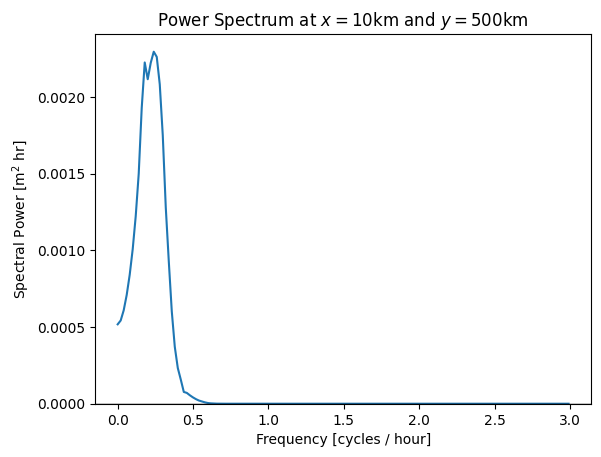 Power Spectrum at x = 10km and y = 500km
Spectral Power [m² hr]
0.0020
0.0015
0.0010
0.0005
0.0000
0.0 0.5 1.0 1.5 2.0 2.5 3.0
Frequency [cycles / hour]